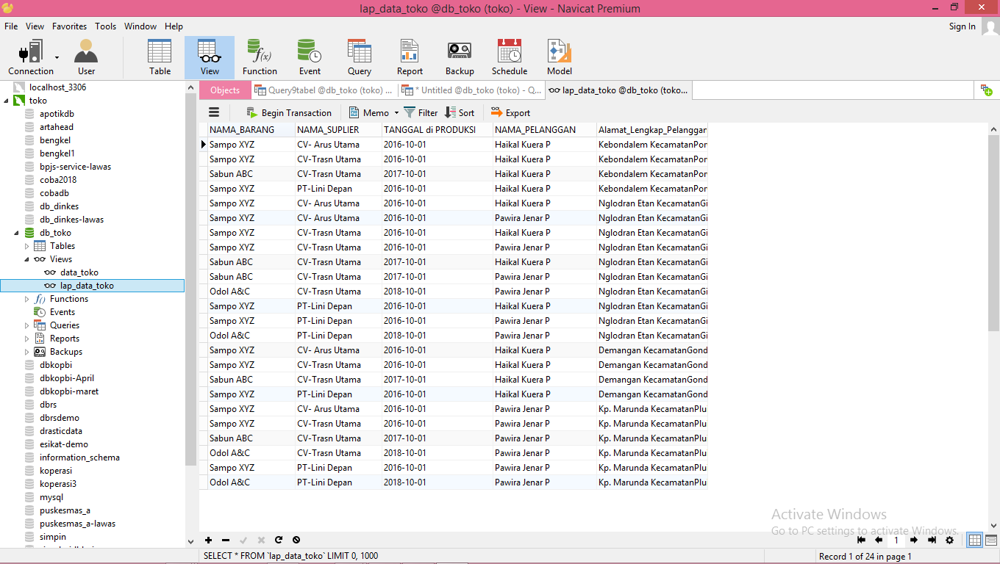 lap_data_toko @db_toko (toko) - View - Navicat Premium
File View Favorites Tools Window Help Sign In
Connection User Table View Function Event Query Report Backup Schedule Model
localhost_3306
toko
apotikdb
artahead
bengkel
bengkel1
bpjs-service-lawas
coba2018
cobadb
db_dinkes
db_dinkes-lawas
db_toko
Tables
Views
data_toko
lap_data_toko
Functions
Events
Queries
Reports
Backups
dbkopbi
dbkopbi-April
dbkopbi-maret
dbrs
dbrsdemo
drasticdata
esikat-demo
information_schema
koperasi
koperasi3
mysql
puskesmas_a
puskesmas_a-lawas
simpin
Objects Query9tabel @db_toko (toko) ... * Untitled @db_toko (toko) - Q... lap_data_toko @db_toko (toko...
Begin Transaction Memo Filter Sort Export
NAMA_BARANG NAMA_SUPLIER TANGGAL di PRODUKSI NAMA_PELANGGAN Alamat_Lengkap_Pelanggan
Sampo XYZ CV- Arus Utama 2016-10-01 Haikal Kuera P Kebondalem KecamatanPor
Sampo XYZ CV-Trasn Utama 2016-10-01 Haikal Kuera P Kebondalem KecamatanPor
Sabun ABC CV-Trasn Utama 2017-10-01 Haikal Kuera P Kebondalem KecamatanPor
Sampo XYZ PT-Lini Depan 2016-10-01 Haikal Kuera P Kebondalem KecamatanPor
Sampo XYZ CV- Arus Utama 2016-10-01 Haikal Kuera P Nglodran Etan KecamatanGi
Sampo XYZ CV- Arus Utama 2016-10-01 Pawira Jenar P Nglodran Etan KecamatanGi
Sampo XYZ CV-Trasn Utama 2016-10-01 Haikal Kuera P Nglodran Etan KecamatanGi
Sampo XYZ CV-Trasn Utama 2016-10-01 Pawira Jenar P Nglodran Etan KecamatanGi
Sabun ABC CV-Trasn Utama 2017-10-01 Haikal Kuera P Nglodran Etan KecamatanGi
Sabun ABC CV-Trasn Utama 2017-10-01 Pawira Jenar P Nglodran Etan KecamatanGi
Odol A&C CV-Trasn Utama 2018-10-01 Pawira Jenar P Nglodran Etan KecamatanGi
Sampo XYZ PT-Lini Depan 2016-10-01 Haikal Kuera P Nglodran Etan KecamatanGi
Sampo XYZ PT-Lini Depan 2016-10-01 Pawira Jenar P Nglodran Etan KecamatanGi
Odol A&C PT-Lini Depan 2018-10-01 Pawira Jenar P Nglodran Etan KecamatanGi
Sampo XYZ CV- Arus Utama 2016-10-01 Haikal Kuera P Demangan KecamatanGond
Sampo XYZ CV-Trasn Utama 2016-10-01 Haikal Kuera P Demangan KecamatanGond
Sabun ABC CV-Trasn Utama 2017-10-01 Haikal Kuera P Demangan KecamatanGond
Sampo XYZ PT-Lini Depan 2016-10-01 Haikal Kuera P Demangan KecamatanGond
Sampo XYZ CV- Arus Utama 2016-10-01 Pawira Jenar P Kp. Marunda KecamatanPlu
Sampo XYZ CV-Trasn Utama 2016-10-01 Pawira Jenar P Kp. Marunda KecamatanPlu
Sabun ABC CV-Trasn Utama 2017-10-01 Pawira Jenar P Kp. Marunda KecamatanPlu
Odol A&C CV-Trasn Utama 2018-10-01 Pawira Jenar P Kp. Marunda KecamatanPlu
Sampo XYZ PT-Lini Depan 2016-10-01 Pawira Jenar P Kp. Marunda KecamatanPlu
Odol A&C PT-Lini Depan 2018-10-01 Pawira Jenar P Kp. Marunda KecamatanPlu
Activate Windows
Go to PC settings to activate Windows.
1
SELECT * FROM `lap_data_toko` LIMIT 0, 1000 Record 1 of 24 in page 1